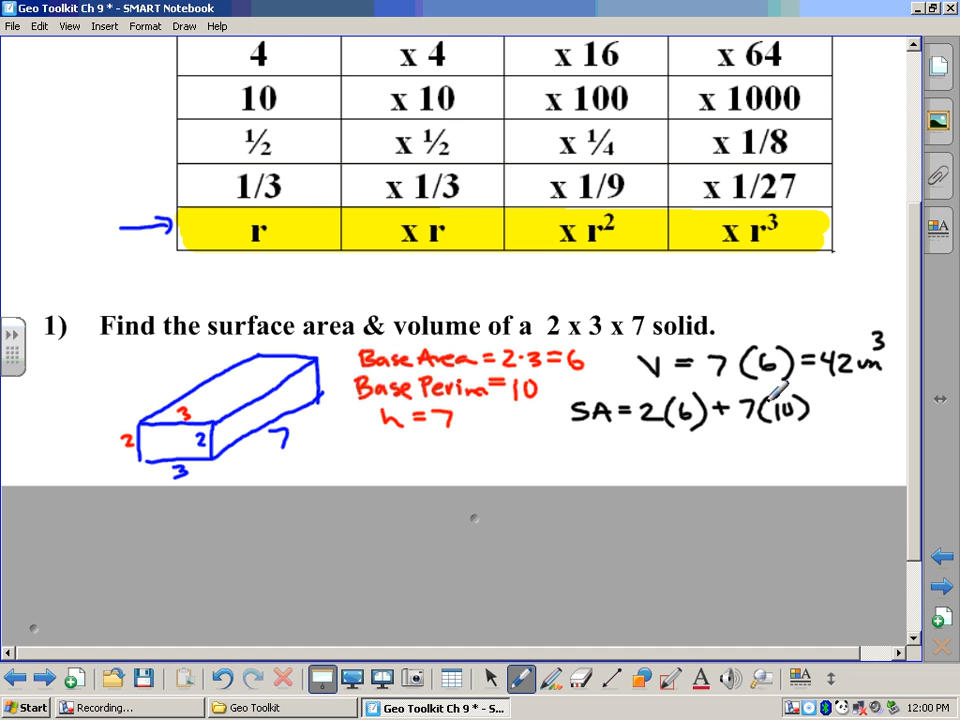 Geo Toolkit Ch 9 * - SMART Notebook
File Edit View Insert Format Draw Help
4 x 4 x 16 x 64
10 x 10 x 100 x 1000
½ x ½ x ¼ x 1/8
1/3 x 1/3 x 1/9 x 1/27
r x r x r² x r³
1) Find the surface area & volume of a 2 x 3 x 7 solid.
Base Area = 2·3 = 6
V = 7 (6) = 42 un³
Base Perim = 10
SA = 2(6) + 7(10)
h = 7
3
2
2
7
3
Start Recording... Geo Toolkit Geo Toolkit Ch 9 * - S... 12:00 PM